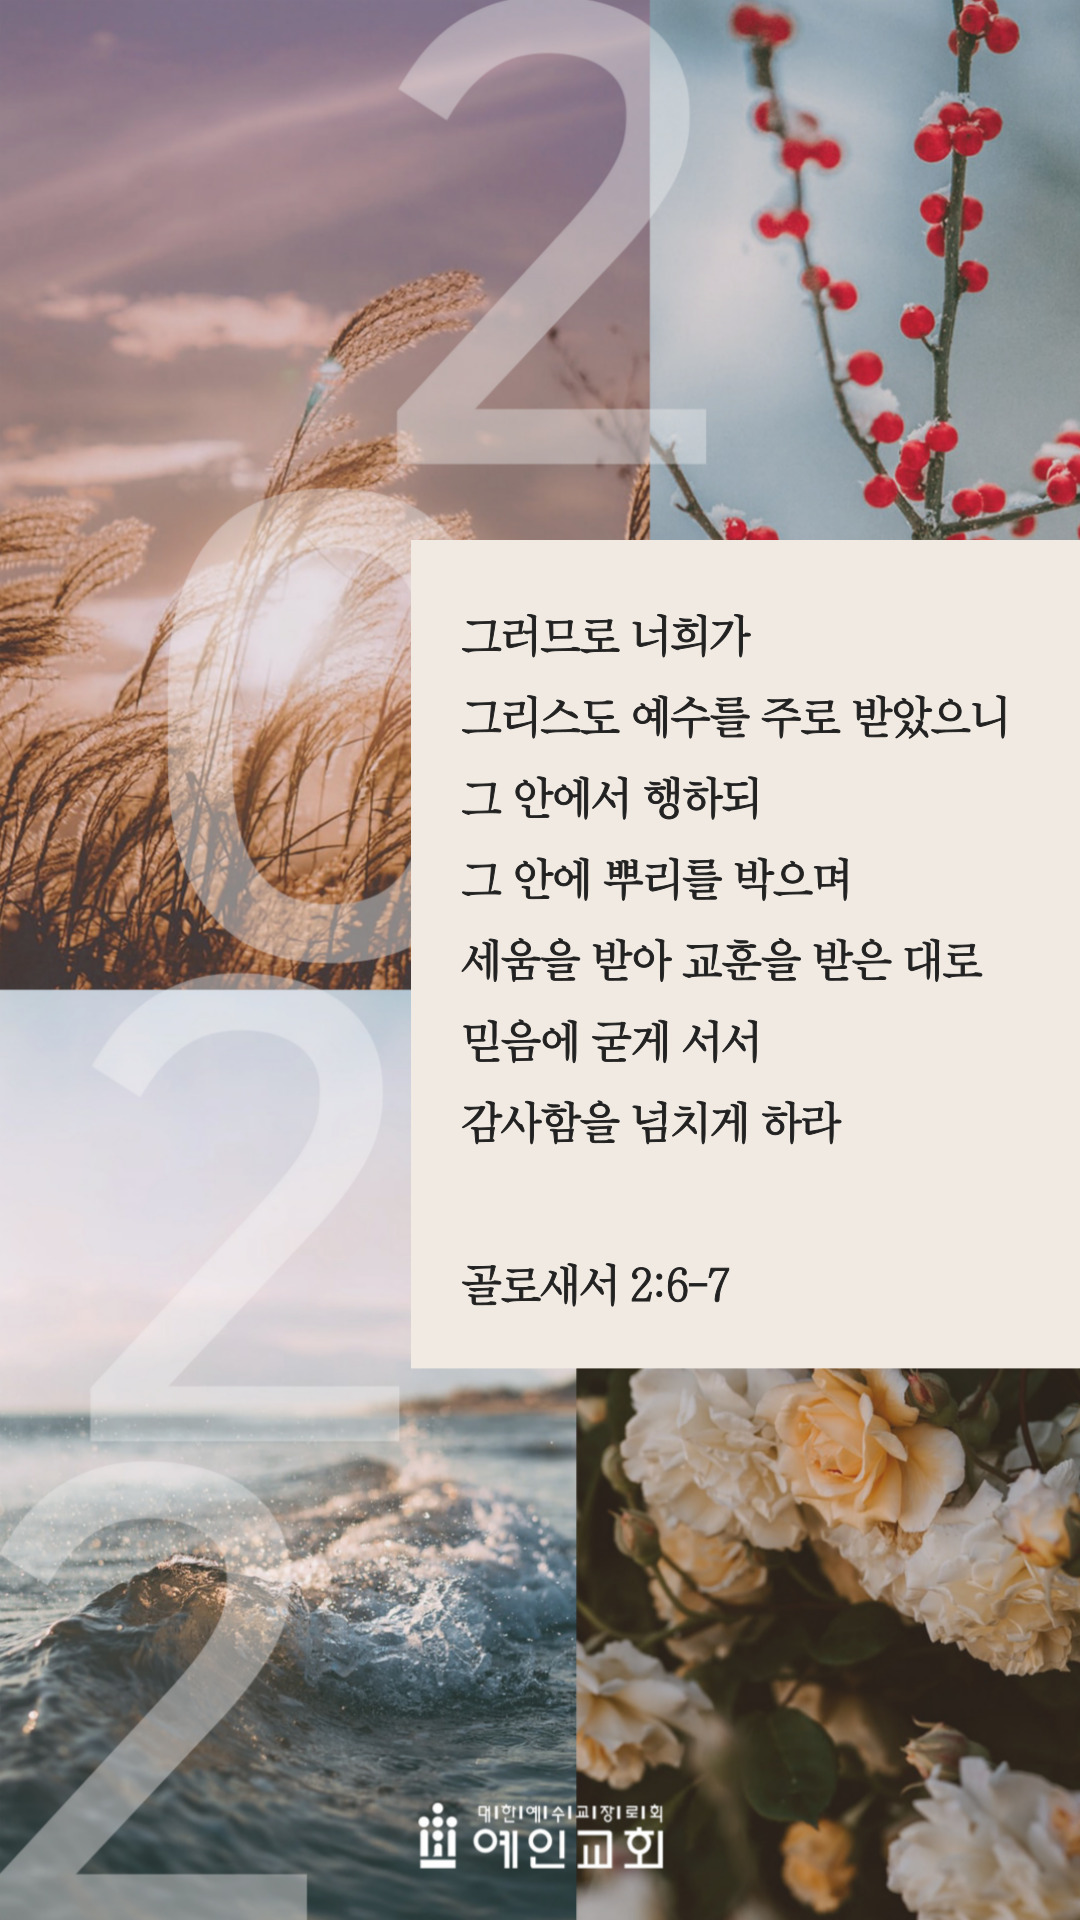 2
0
2
2
그러므로 너희가
그리스도 예수를 주로 받았으니
그 안에서 행하되
그 안에 뿌리를 박으며
세움을 받아 교훈을 받은 대로
믿음에 굳게 서서
감사함을 넘치게 하라
골로새서 2:6-7
대한예수교장로회
예인교회